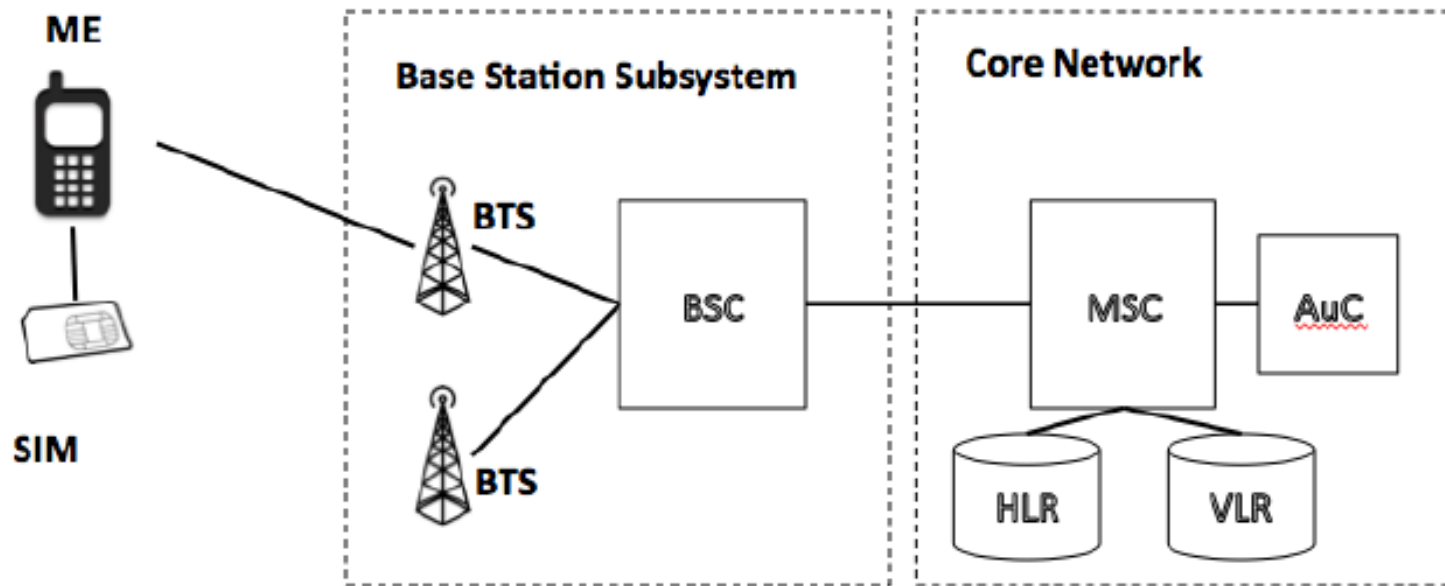 ME
Base Station Subsystem
Core Network
BTS
BSC
MSC
AuC
SIM
BTS
HLR
VLR